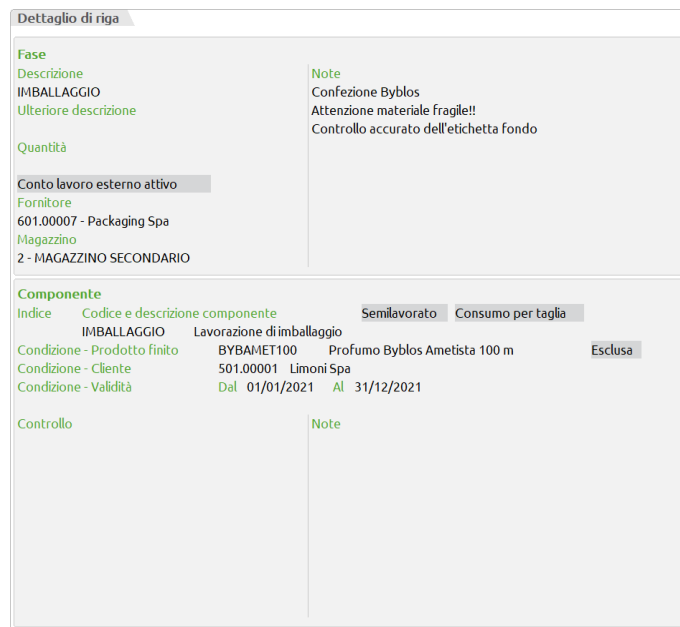 Dettaglio di riga
Fase
Descrizione
IMBALLAGGIO
Ulteriore descrizione
Quantità
Conto lavoro esterno attivo
Fornitore
601.00007 - Packaging Spa
Magazzino
2 - MAGAZZINO SECONDARIO
Note
Confezione Byblos
Attenzione materiale fragile!!
Controllo accurato dell'etichetta fondo
Componente
Indice Codice e descrizione componente Semilavorato Consumo per taglia
IMBALLAGGIO Lavorazione di imballaggio
Condizione - Prodotto finito BYBAMET100 Profumo Byblos Ametista 100 m Esclusa
Condizione - Cliente 501.00001 Limoni Spa
Condizione - Validità Dal 01/01/2021 Al 31/12/2021
Controllo Note